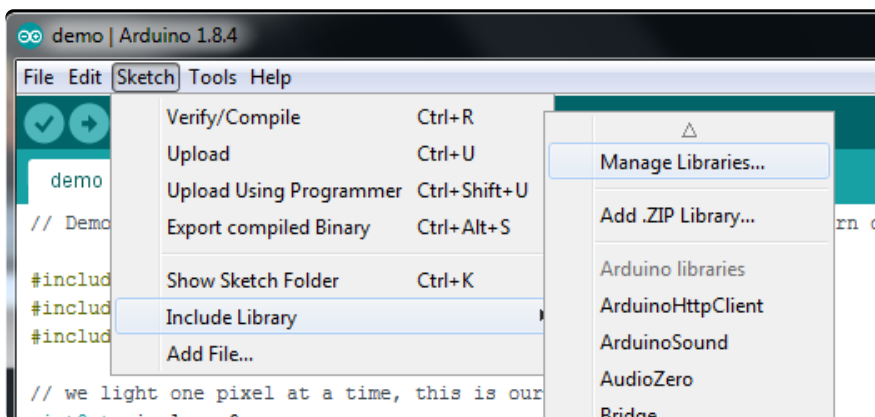 demo | Arduino 1.8.4
File Edit Sketch Tools Help
Verify/Compile Ctrl+R
Upload Ctrl+U
Upload Using Programmer Ctrl+Shift+U
Export compiled Binary Ctrl+Alt+S
Show Sketch Folder Ctrl+K
Include Library
Add File...
Manage Libraries...
Add .ZIP Library...
Arduino libraries
ArduinoHttpClient
ArduinoSound
AudioZero
Bridge
demo
// Demo
#includ
#includ
#includ
// we light one pixel at a time, this is our